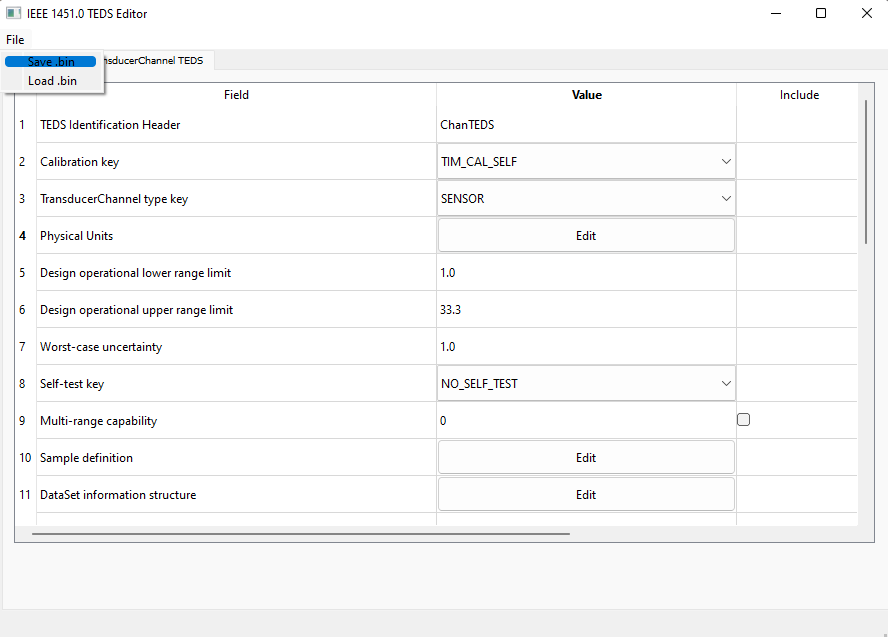 IEEE 1451.0 TEDS Editor
File
Save .bin
Load .bin
nsducerChannel TEDS
Field Value Include
1 TEDS Identification Header ChanTEDS
2 Calibration key TIM_CAL_SELF
3 TransducerChannel type key SENSOR
4 Physical Units Edit
5 Design operational lower range limit 1.0
6 Design operational upper range limit 33.3
7 Worst-case uncertainty 1.0
8 Self-test key NO_SELF_TEST
9 Multi-range capability 0
10 Sample definition Edit
11 DataSet information structure Edit